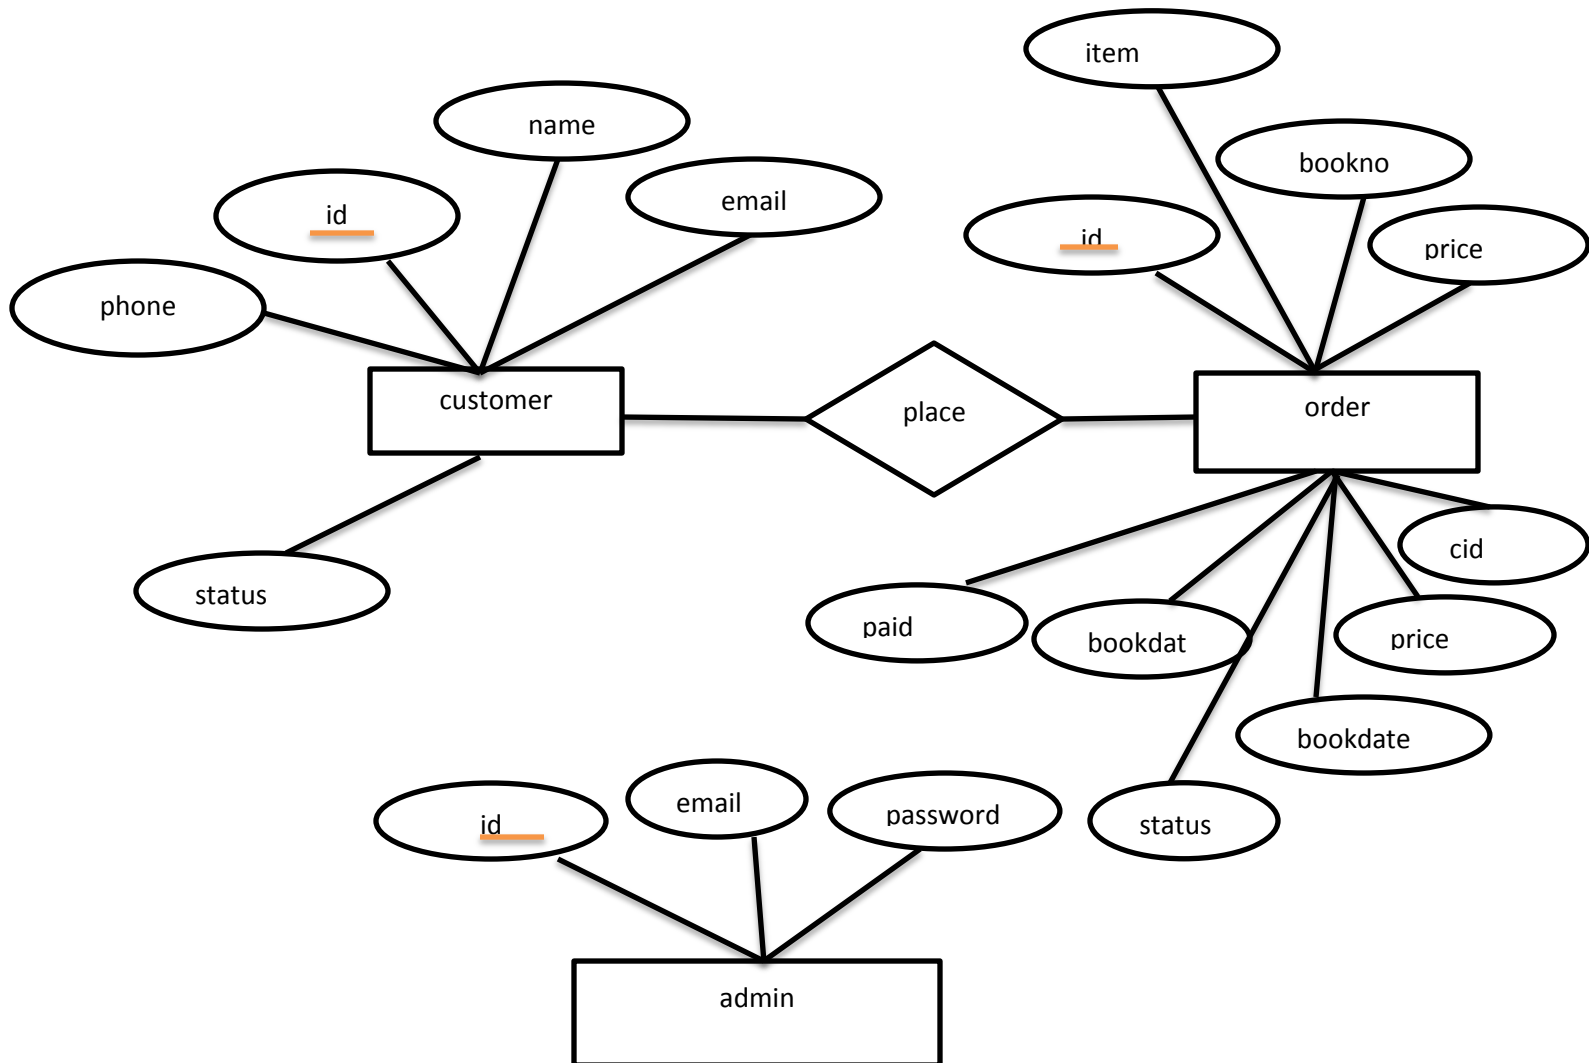 item
name
bookno
email
id
id
price
phone
customer
place
order
cid
status
paid
bookdat
price
bookdate
id
email
password
status
admin